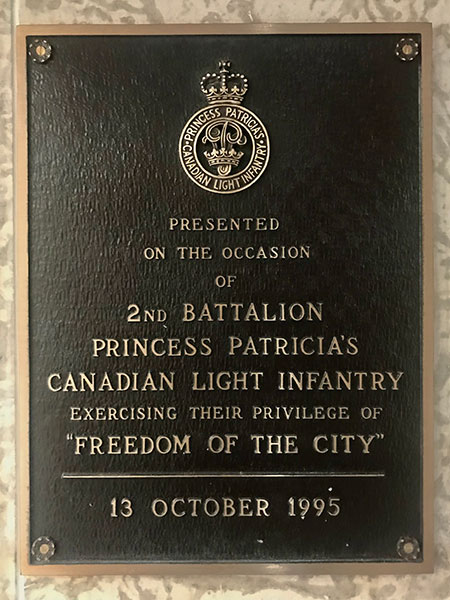 PRINCESS PATRICIA'S
CANADIAN LIGHT INFANTRY
PRESENTED
ON THE OCCASION
OF
2ND BATTALION
PRINCESS PATRICIA'S
CANADIAN LIGHT INFANTRY
EXERCISING THEIR PRIVILEGE OF
"FREEDOM OF THE CITY"
13 OCTOBER 1995